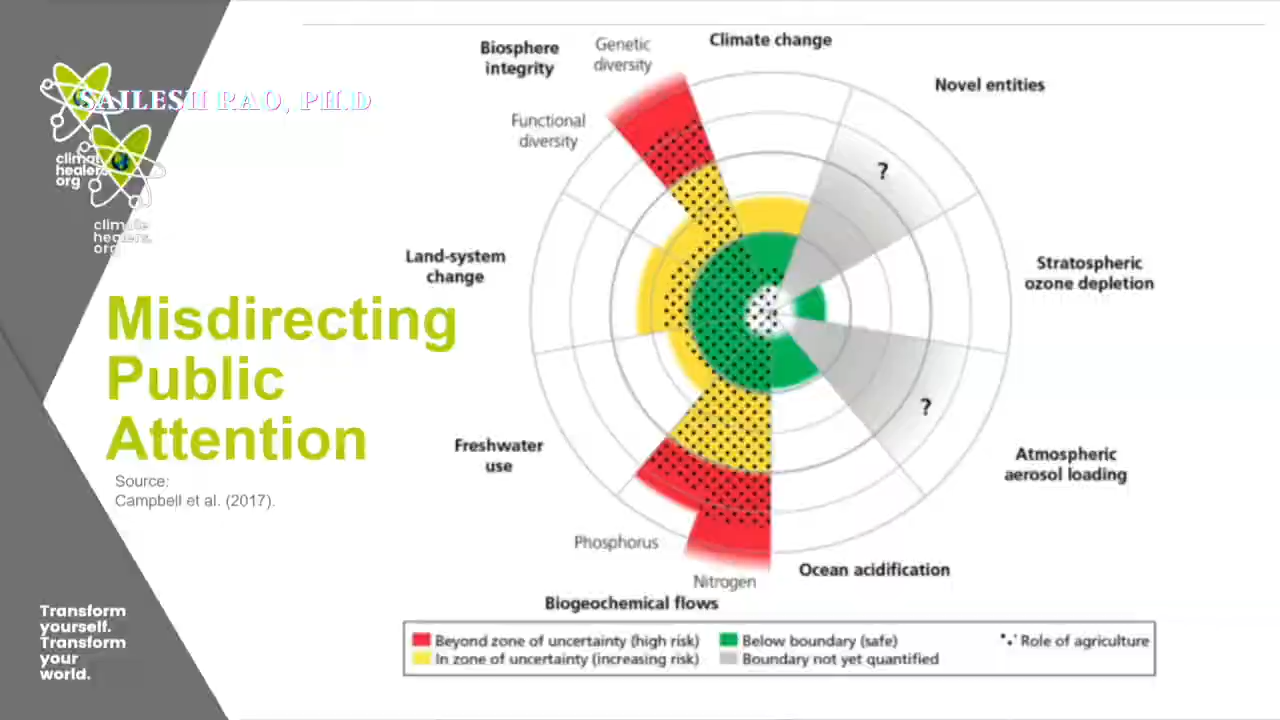 SAILESH RAO, PH.D
climate
healers.
org
climate
healers.
org
Misdirecting
Public
Attention
Source:
Campbell et al. (2017).
Transform
yourself.
Transform
your
world.
Climate change
Biosphere
integrity
Genetic
diversity
Novel entities
Functional
diversity
?
Land-system
change
Stratospheric
ozone depletion
?
Freshwater
use
Atmospheric
aerosol loading
Phosphorus
Nitrogen
Ocean acidification
Biogeochemical flows
Beyond zone of uncertainty (high risk)
In zone of uncertainty (increasing risk)
Below boundary (safe)
Boundary not yet quantified
Role of agriculture